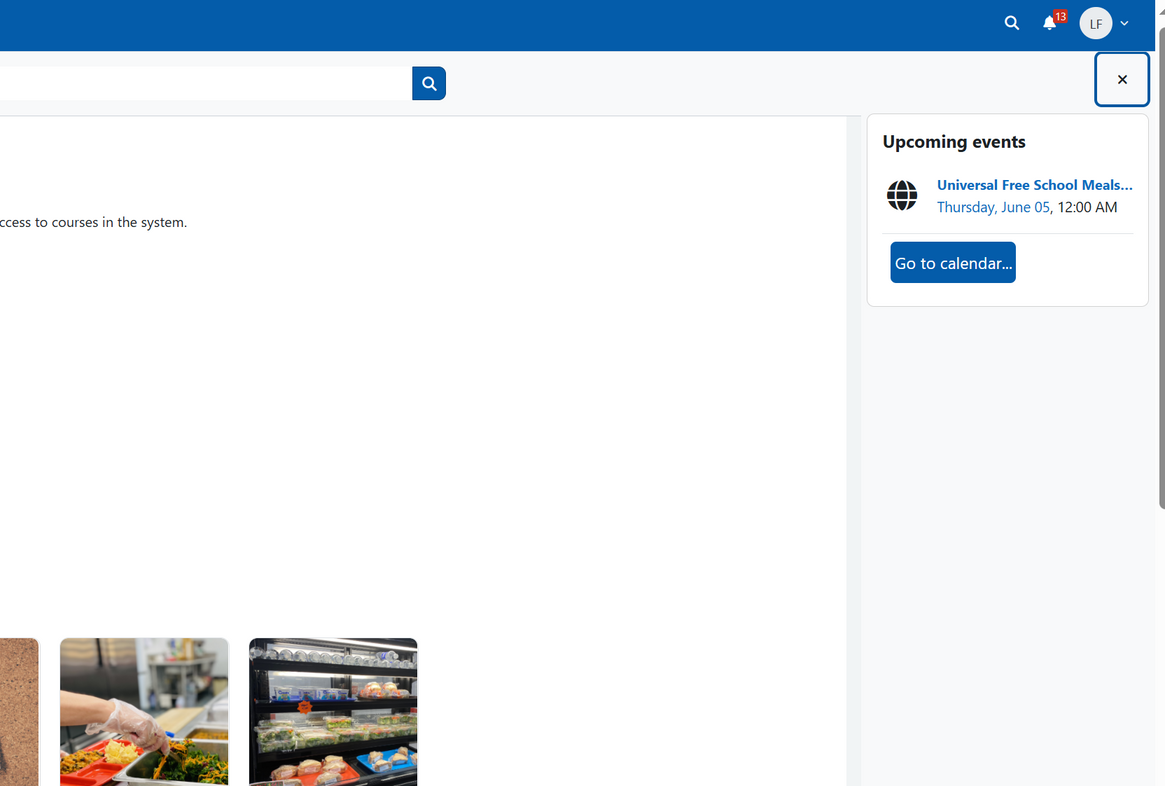 13
LF
Upcoming events
Universal Free School Meals...
Thursday, June 05, 12:00 AM
ccess to courses in the system.
Go to calendar...